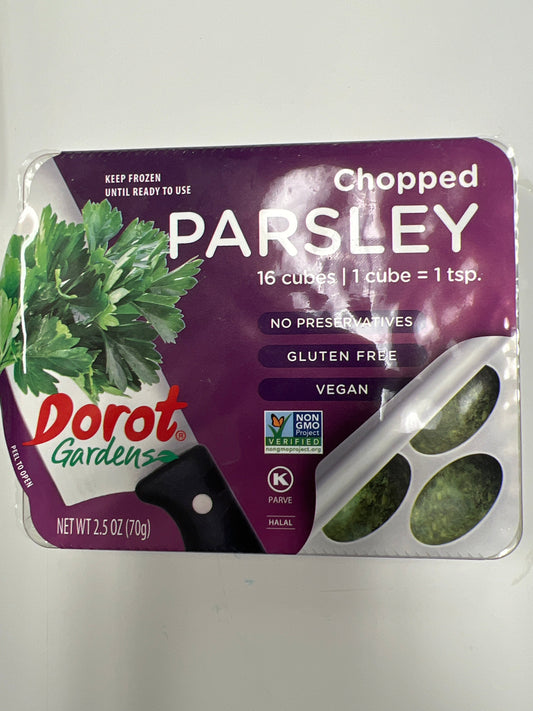 KEEP FROZEN
UNTIL READY TO USE
Chopped
PARSLEY
16 cubes | 1 cube = 1 tsp.
NO PRESERVATIVES
GLUTEN FREE
VEGAN
Dorot®
Gardens
PEEL TO OPEN
NON
GMO
Project
VERIFIED
nongmoproject.org
K
PARVE
HALAL
NET WT 2.5 OZ (70g)